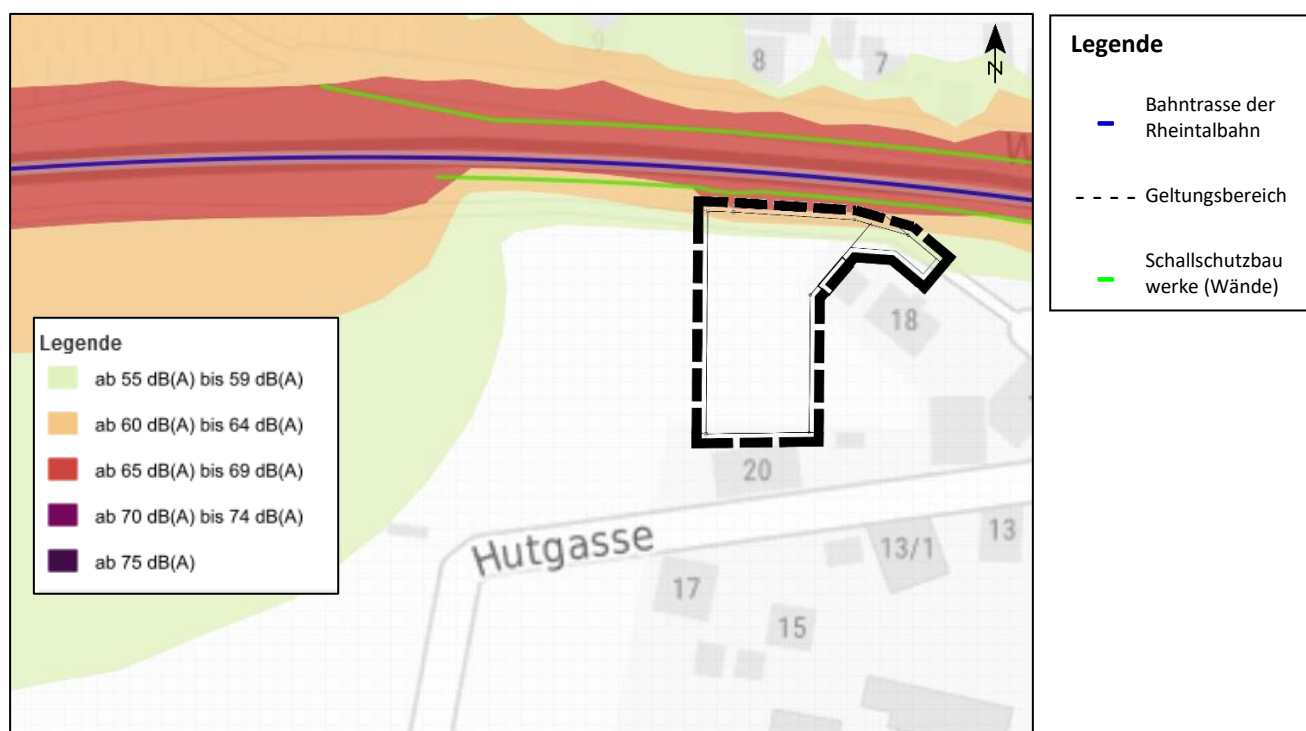 9
8
7
N
W
18
20
Hutgasse
13/1
13
17
15
Legende
ab 55 dB(A) bis 59 dB(A)
ab 60 dB(A) bis 64 dB(A)
ab 65 dB(A) bis 69 dB(A)
ab 70 dB(A) bis 74 dB(A)
ab 75 dB(A)
Legende
Bahntrasse der
Rheintalbahn
Geltungsbereich
Schallschutzbau
werke (Wände)